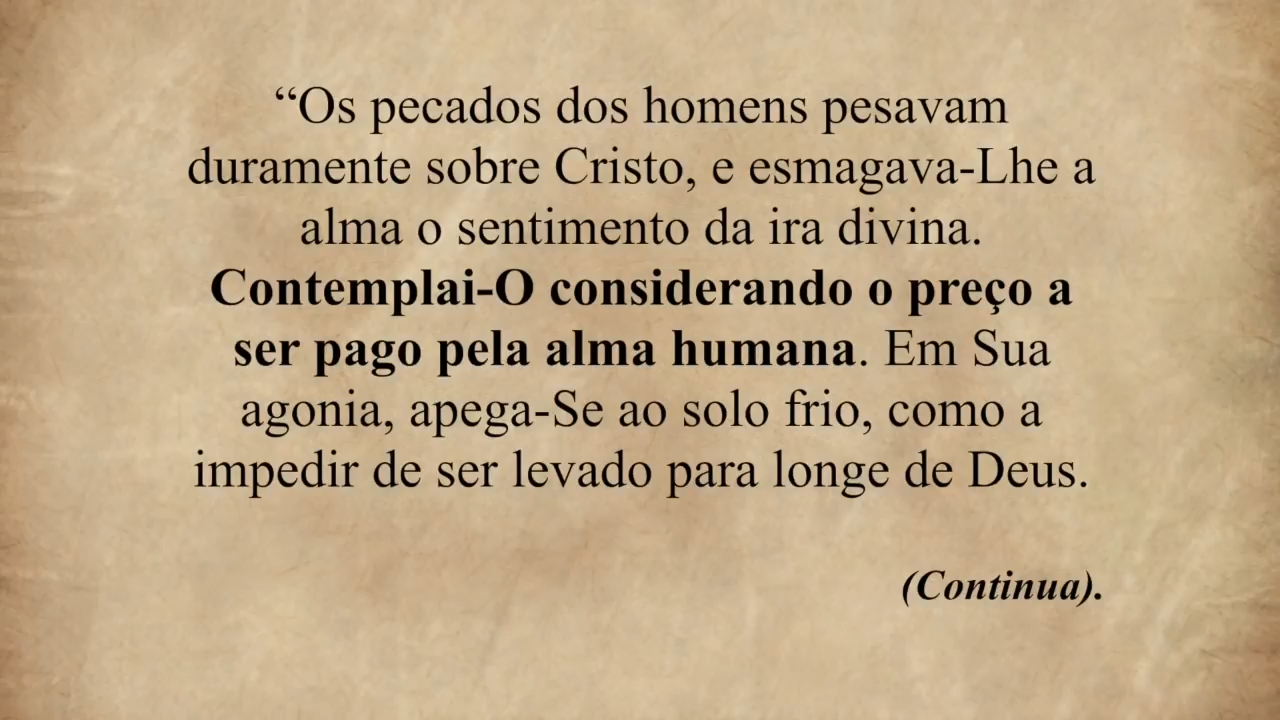 “Os pecados dos homens pesavam
duramente sobre Cristo, e esmagava-Lhe a
alma o sentimento da ira divina.
Contemplai-O considerando o preço a
ser pago pela alma humana. Em Sua
agonia, apega-Se ao solo frio, como a
impedir de ser levado para longe de Deus.
(Continua).